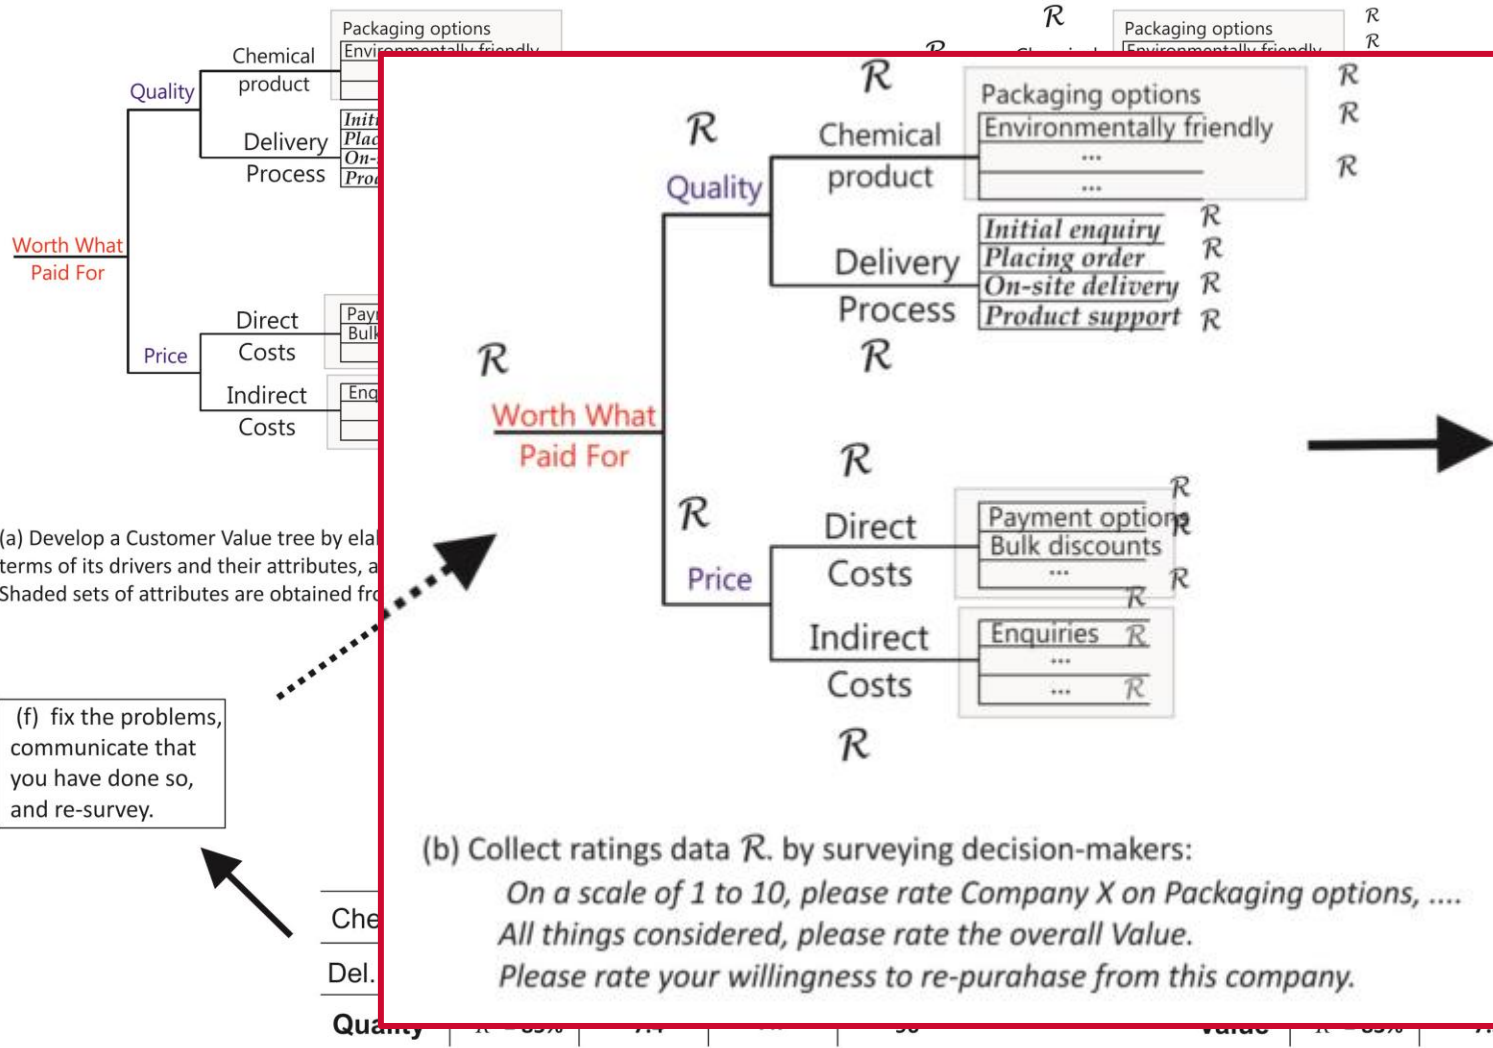 Packaging options
Chemical
product
Quality
Delivery
Process
Worth What
Paid For
Direct
Costs
Price
Indirect
Costs
(a) Develop a Customer Value tree by
terms of its drivers and their attributes,
Shaded sets of attributes are obtained
(f) fix the problems,
communicate that
you have done so,
and re-survey.
Del.
Quality
R
Packaging options
R
R
R
Packaging options
R
R
Chemical
Environmentally friendly
R
product
...
R
Quality
...
Initial enquiry R
Delivery
Placing order R
On-site delivery R
Process
Product support R
R
R
Worth What
Paid For
R
R
R
Direct
Payment options R
Bulk discounts
Costs
...
R
Price
R
Indirect
Enquiries R
...
Costs
... R
R
(b) Collect ratings data R. by surveying decision-makers:
On a scale of 1 to 10, please rate Company X on Packaging options, ....
All things considered, please rate the overall Value.
Please rate your willingness to re-purahase from this company.